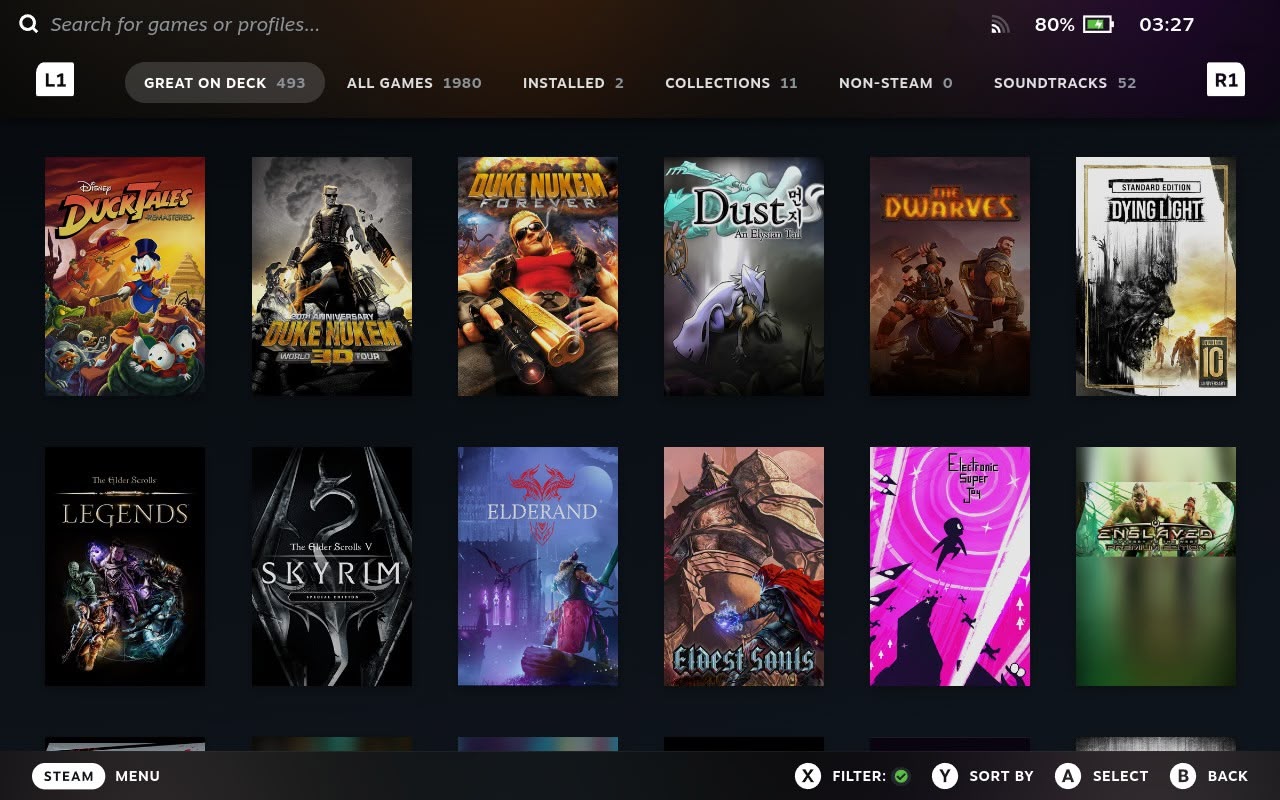 Search for games or profiles...
80%
03:27
L1
GREAT ON DECK 493
ALL GAMES 1980
INSTALLED 2
COLLECTIONS 11
NON-STEAM 0
SOUNDTRACKS 52
R1
Disney
DUCKTALES
REMASTERED
20TH ANNIVERSARY
DUKE NUKEM
3D
WORLD TOUR
DUKE NUKEM
FOREVER
Dust
먼지
An Elysian Tail
THE
DWARVES
STANDARD EDITION
DYING LIGHT
10
ANNIVERSARY
The Elder Scrolls
LEGENDS
The Elder Scrolls V
SKYRIM
SPECIAL EDITION
ELDERAND
Eldest Souls
Electronic
Super
Joy
ENSLAVED
PREMIUM EDITION
STEAM MENU
X FILTER:
Y SORT BY
A SELECT
B BACK